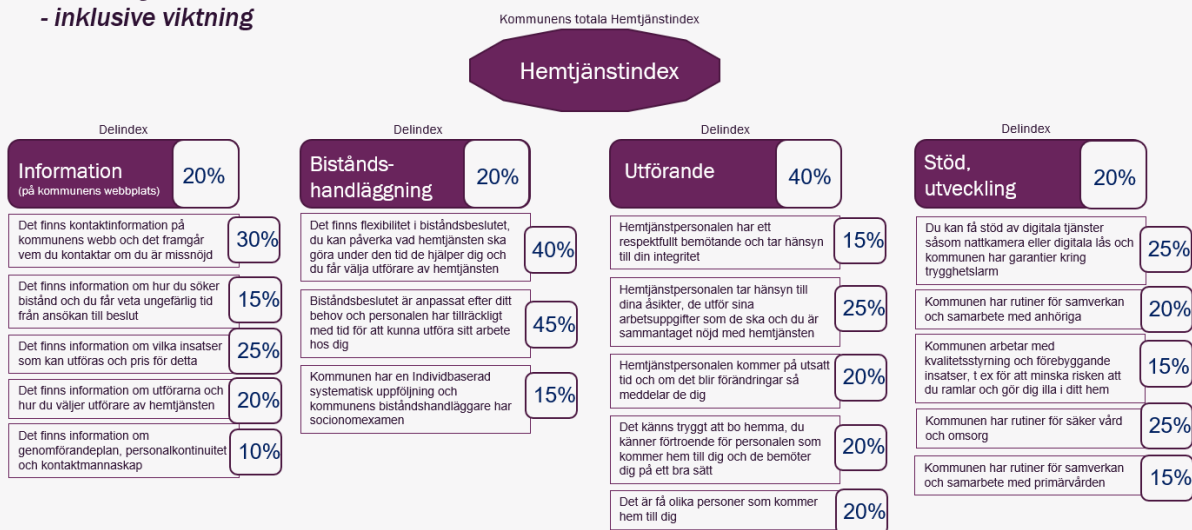 - inklusive viktning
Kommunens totala Hemtjänstindex
Hemtjänstindex
Delindex
Information
(på kommunens webbplats)
20%
Det finns kontaktinformation på
kommunens webb och det framgår
vem du kontaktar om du är missnöjd
30%
Det finns information om hur du söker
bistånd och du får veta ungefärlig tid
från ansökan till beslut
15%
Det finns information om vilka insatser
som kan utföras och pris för detta
25%
Det finns information om utförarna och
hur du väljer utförare av hemtjänsten
20%
Det finns information om
genomförandeplan, personalkontinuitet
och kontaktmannaskap
10%
Delindex
Bistånds-
handläggning
20%
Det finns flexibilitet i biståndsbeslutet,
du kan påverka vad hemtjänsten ska
göra under den tid de hjälper dig och
du får välja utförare av hemtjänsten
40%
Biståndsbeslutet är anpassat efter ditt
behov och personalen har tillräckligt
med tid för att kunna utföra sitt arbete
hos dig
45%
Kommunen har en Individbaserad
systematisk uppföljning och
kommunens biståndshandläggare har
socionomexamen
15%
Delindex
Utförande
40%
Hemtjänstpersonalen har ett
respektfullt bemötande och tar hänsyn
till din integritet
15%
Hemtjänstpersonalen tar hänsyn till
dina åsikter, de utför sina
arbetsuppgifter som de ska och du är
sammantaget nöjd med hemtjänsten
25%
Hemtjänstpersonalen kommer på utsatt
tid och om det blir förändringar så
meddelar de dig
20%
Det känns tryggt att bo hemma, du
känner förtroende för personalen som
kommer hem till dig och de bemöter
dig på ett bra sätt
20%
Det är få olika personer som kommer
hem till dig
20%
Delindex
Stöd,
utveckling
20%
Du kan få stöd av digitala tjänster
såsom nattkamera eller digitala lås och
kommunen har garantier kring
trygghetslarm
25%
Kommunen har rutiner för samverkan
och samarbete med anhöriga
20%
Kommunen arbetar med
kvalitetsstyrning och förebyggande
insatser, t ex för att minska risken att
du ramlar och gör dig illa i ditt hem
15%
Kommunen har rutiner för säker vård
och omsorg
25%
Kommunen har rutiner för samverkan
och samarbete med primärvården
15%